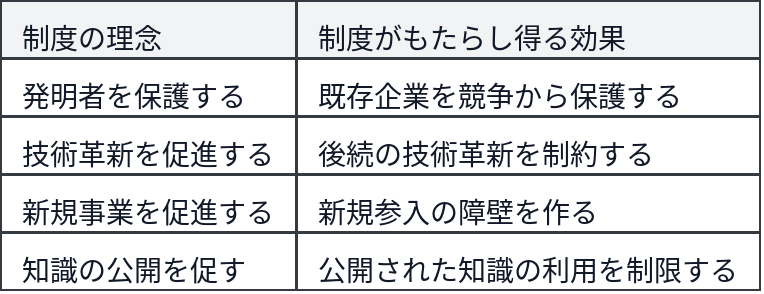 制度の理念 制度がもたらし得る効果
発明者を保護する 既存企業を競争から保護する
技術革新を促進する 後続の技術革新を制約する
新規事業を促進する 新規参入の障壁を作る
知識の公開を促す 公開された知識の利用を制限する